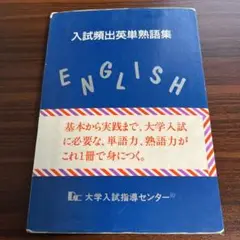 入試頻出英単熟語集
ENGLISH
基本から実践まで、大学入試
に必要な、単語力、熟語力が
これ1冊で身につく。
大学入試指導センター